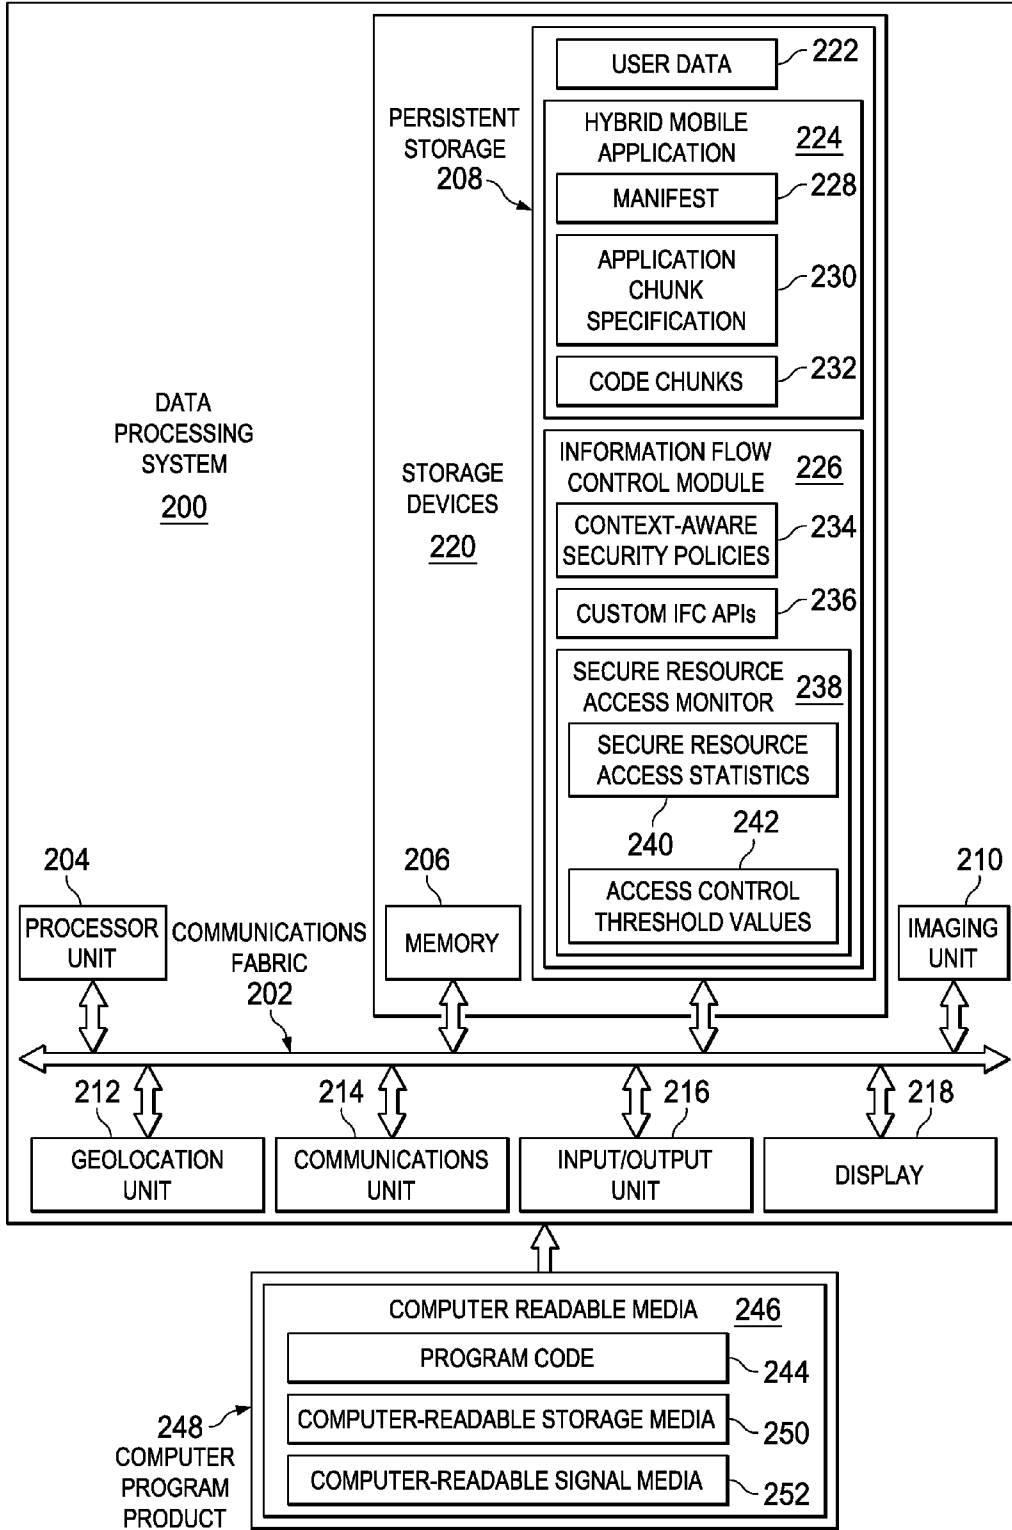 USER DATA
222
PERSISTENT
STORAGE
208
HYBRID MOBILE
APPLICATION
224
MANIFEST
228
APPLICATION
CHUNK
SPECIFICATION
230
CODE CHUNKS
232
DATA
PROCESSING
SYSTEM
200
STORAGE
DEVICES
220
INFORMATION FLOW
CONTROL MODULE
226
CONTEXT-AWARE
SECURITY POLICIES
234
CUSTOM IFC APIs
236
SECURE RESOURCE
ACCESS MONITOR
238
SECURE RESOURCE
ACCESS STATISTICS
240
242
ACCESS CONTROL
THRESHOLD VALUES
204
PROCESSOR
UNIT
COMMUNICATIONS
FABRIC
202
206
MEMORY
210
IMAGING
UNIT
212
GEOLOCATION
UNIT
214
COMMUNICATIONS
UNIT
216
INPUT/OUTPUT
UNIT
218
DISPLAY
COMPUTER READABLE MEDIA
246
PROGRAM CODE
244
COMPUTER-READABLE STORAGE MEDIA
250
COMPUTER-READABLE SIGNAL MEDIA
252
248
COMPUTER
PROGRAM
PRODUCT